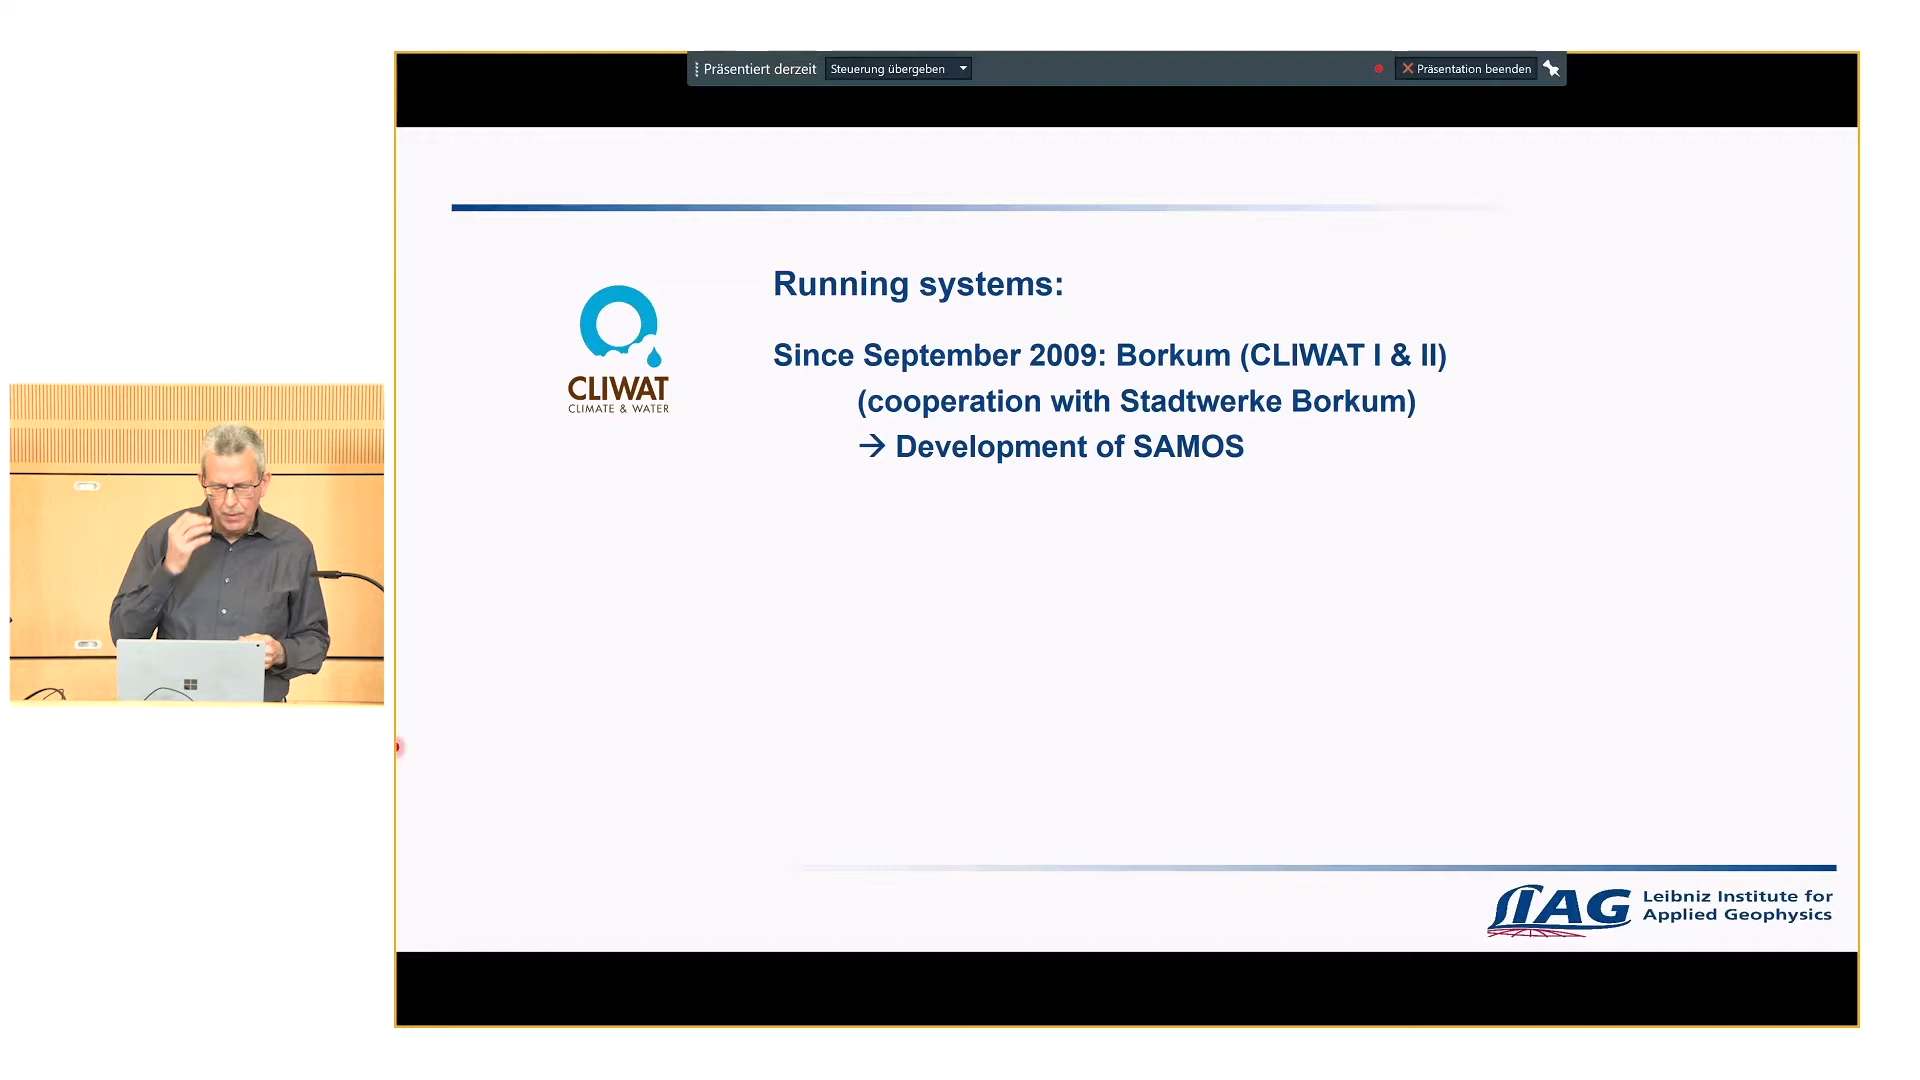 Präsentiert derzeit
Steuerung übergeben
Präsentation beenden
Running systems:
CLIWAT
CLIMATE & WATER
Since September 2009: Borkum (CLIWAT I & II)
(cooperation with Stadtwerke Borkum)
→ Development of SAMOS
LIAG
Leibniz Institute for
Applied Geophysics